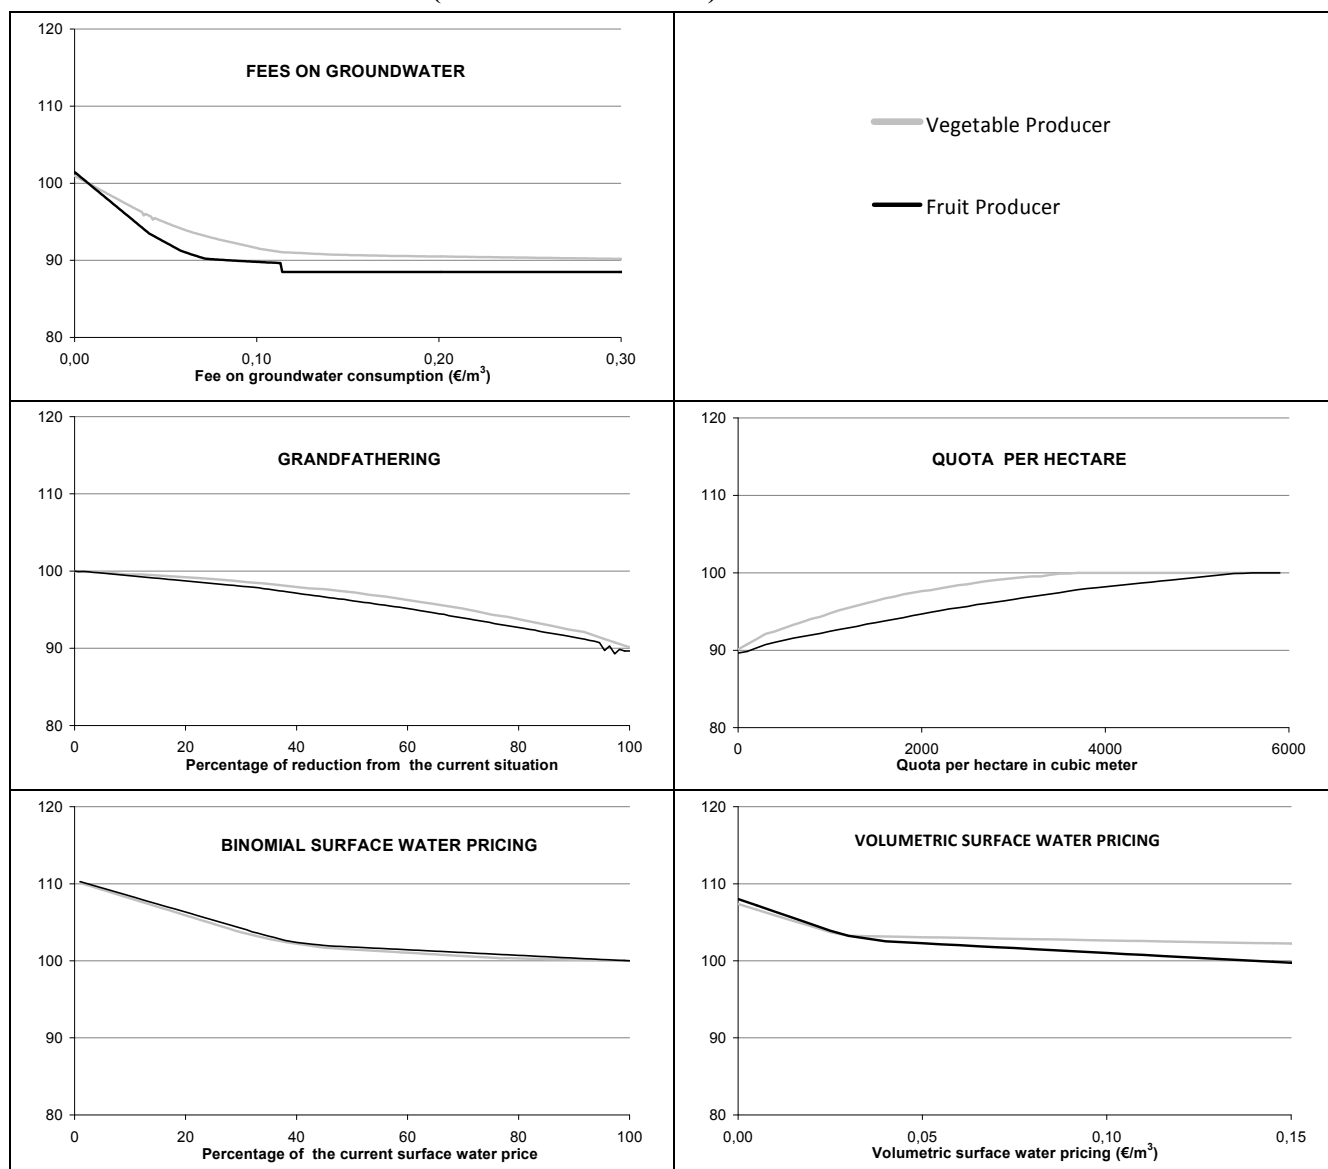 120
FEES ON GROUNDWATER
110
100
90
80
0,00 0,10 0,20 0,30
Fee on groundwater consumption (€/m³)
Vegetable Producer
Fruit Producer
120
GRANDFATHERING
110
100
90
80
0 20 40 60 80 100
Percentage of reduction from the current situation
120
QUOTA PER HECTARE
110
100
90
80
0 2000 4000 6000
Quota per hectare in cubic meter
120
BINOMIAL SURFACE WATER PRICING
110
100
90
80
0 20 40 60 80 100
Percentage of the current surface water price
120
VOLUMETRIC SURFACE WATER PRICING
110
100
90
80
0,00 0,05 0,10 0,15
Volumetric surface water pricing (€/m³)